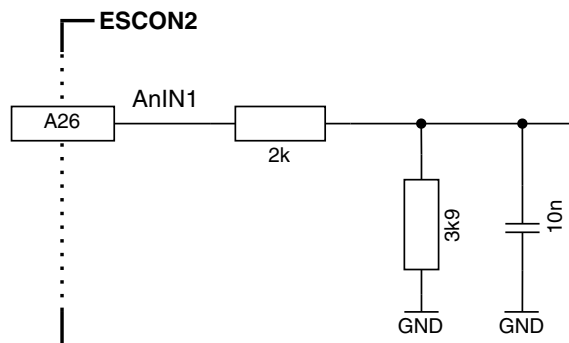 ESCON2
A26
AnIN1
2k
3k9
10n
GND
GND